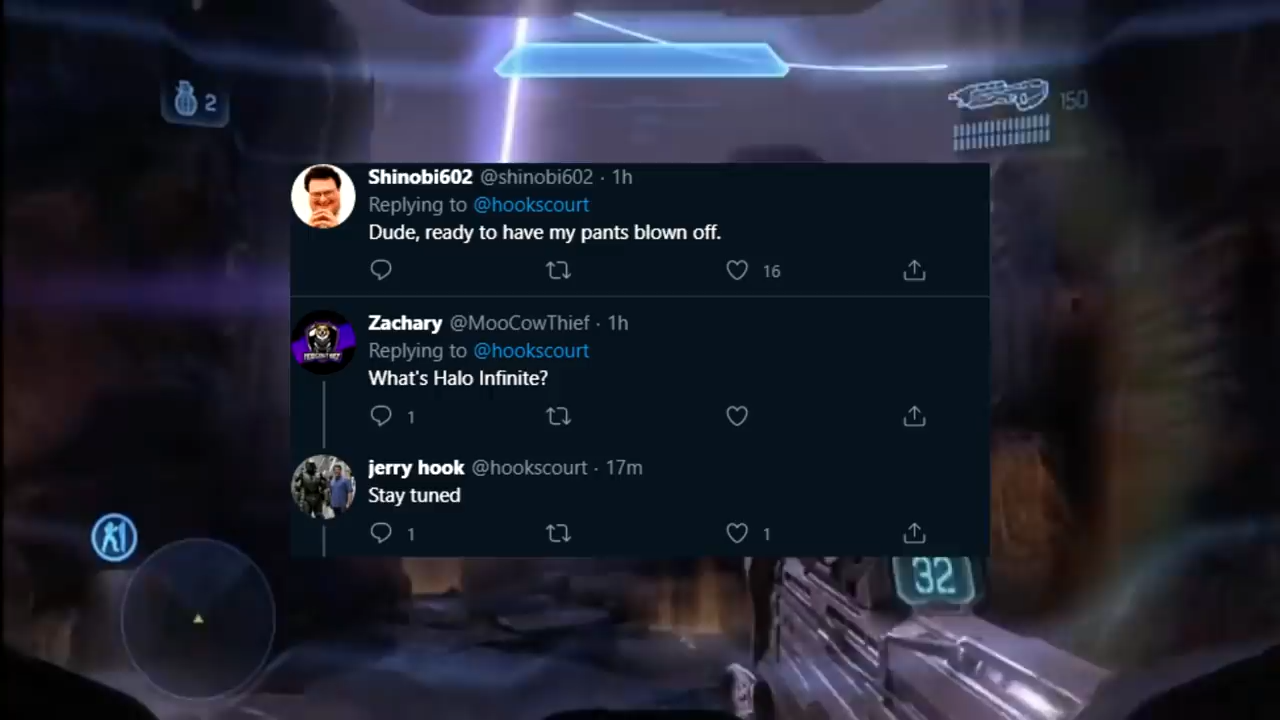 2
150
Shinobi602 @shinobi602 · 1h
Replying to @hookscourt
Dude, ready to have my pants blown off.
16
Zachary @MooCowThief · 1h
Replying to @hookscourt
What's Halo Infinite?
1
jerry hook @hookscourt · 17m
Stay tuned
1 1
32